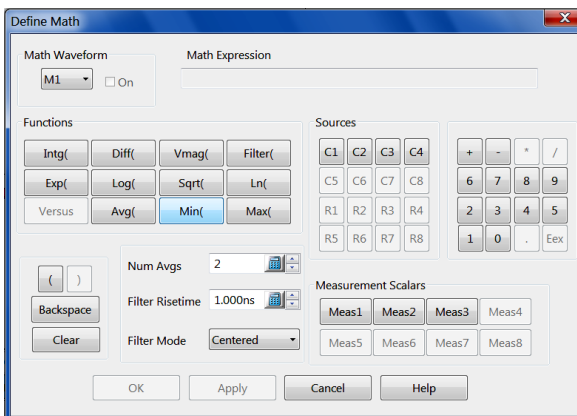 Define Math
Math Waveform
Math Expression
M1
On
Functions
Intg( Diff( Vmag( Filter(
Exp( Log( Sqrt( Ln(
Versus Avg( Min( Max(
Sources
C1 C2 C3 C4
C5 C6 C7 C8
R1 R2 R3 R4
R5 R6 R7 R8
+ - * /
6 7 8 9
2 3 4 5
1 0 . Eex
( )
Backspace
Clear
Num Avgs 2
Filter Risetime 1.000ns
Filter Mode Centered
Measurement Scalars
Meas1 Meas2 Meas3 Meas4
Meas5 Meas6 Meas7 Meas8
OK Apply Cancel Help